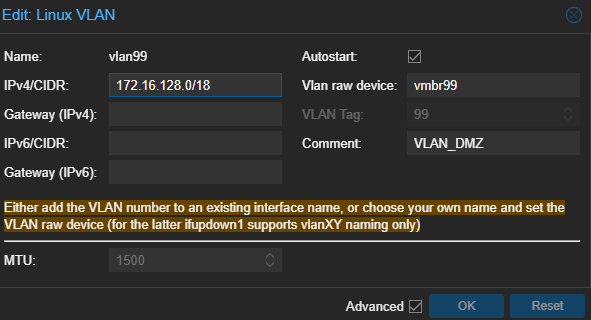 Edit: Linux VLAN
Name: vlan99 Autostart:
IPv4/CIDR: 172.16.128.0/18 Vlan raw device: vmbr99
Gateway (IPv4): VLAN Tag: 99
IPv6/CIDR: Comment: VLAN_DMZ
Gateway (IPv6):
Either add the VLAN number to an existing interface name, or choose your own name and set the
VLAN raw device (for the latter ifupdown1 supports vlanXY naming only)
MTU: 1500
Advanced OK Reset